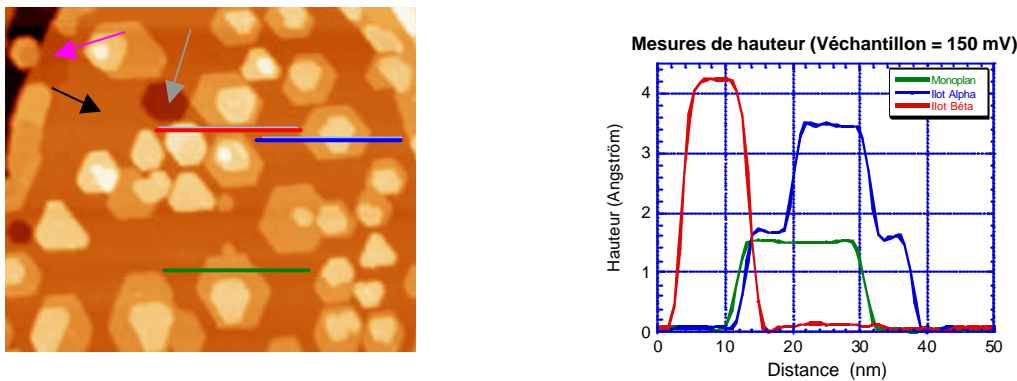 Mesures de hauteur (Véchantillon = 150 mV)
Monoplan
Ilot Alpha
Ilot Béta
4
3
2
1
0
Hauteur (Angström)
0 10 20 30 40 50
Distance (nm)